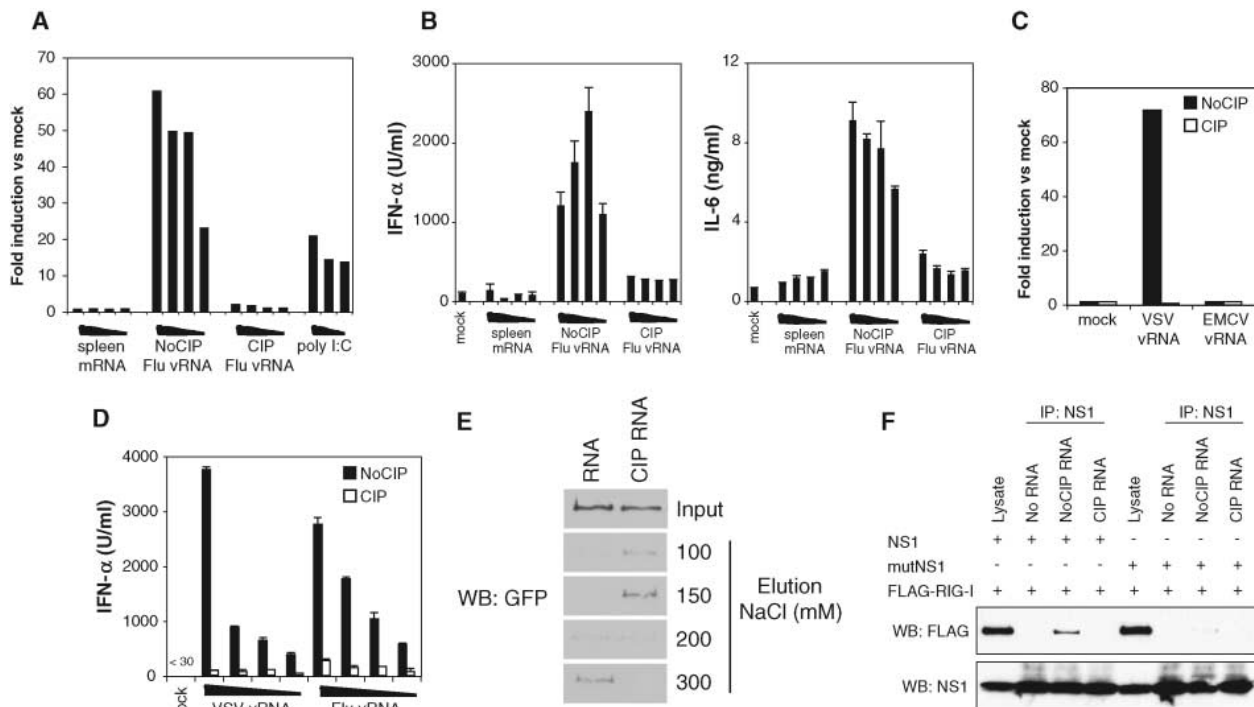 A
Fold induction vs mock
70
60
50
40
30
20
10
0
spleen
mRNA
NoCIP
Flu vRNA
CIP
Flu vRNA
poly I:C
B
IFN-α (U/ml)
3000
2000
1000
0
mock
spleen
mRNA
NoCIP
Flu vRNA
CIP
Flu vRNA
IL-6 (ng/ml)
12
8
4
0
mock
spleen
mRNA
NoCIP
Flu vRNA
CIP
Flu vRNA
C
Fold induction vs mock
80
60
40
20
0
NoCIP
CIP
mock
VSV
vRNA
EMCV
vRNA
D
IFN-α (U/ml)
4000
3000
2000
1000
0
NoCIP
CIP
< 30
mock
VSV vRNA
Flu vRNA
E
RNA
CIP RNA
Input
100
150
200
300
WB: GFP
Elution
NaCl (mM)
F
IP: NS1
IP: NS1
Lysate
No RNA
NoCIP RNA
CIP RNA
Lysate
No RNA
NoCIP RNA
CIP RNA
NS1 + + + + - - - -
mutNS1 - - - - + + + +
FLAG-RIG-I + + + + + + + +
WB: FLAG
WB: NS1